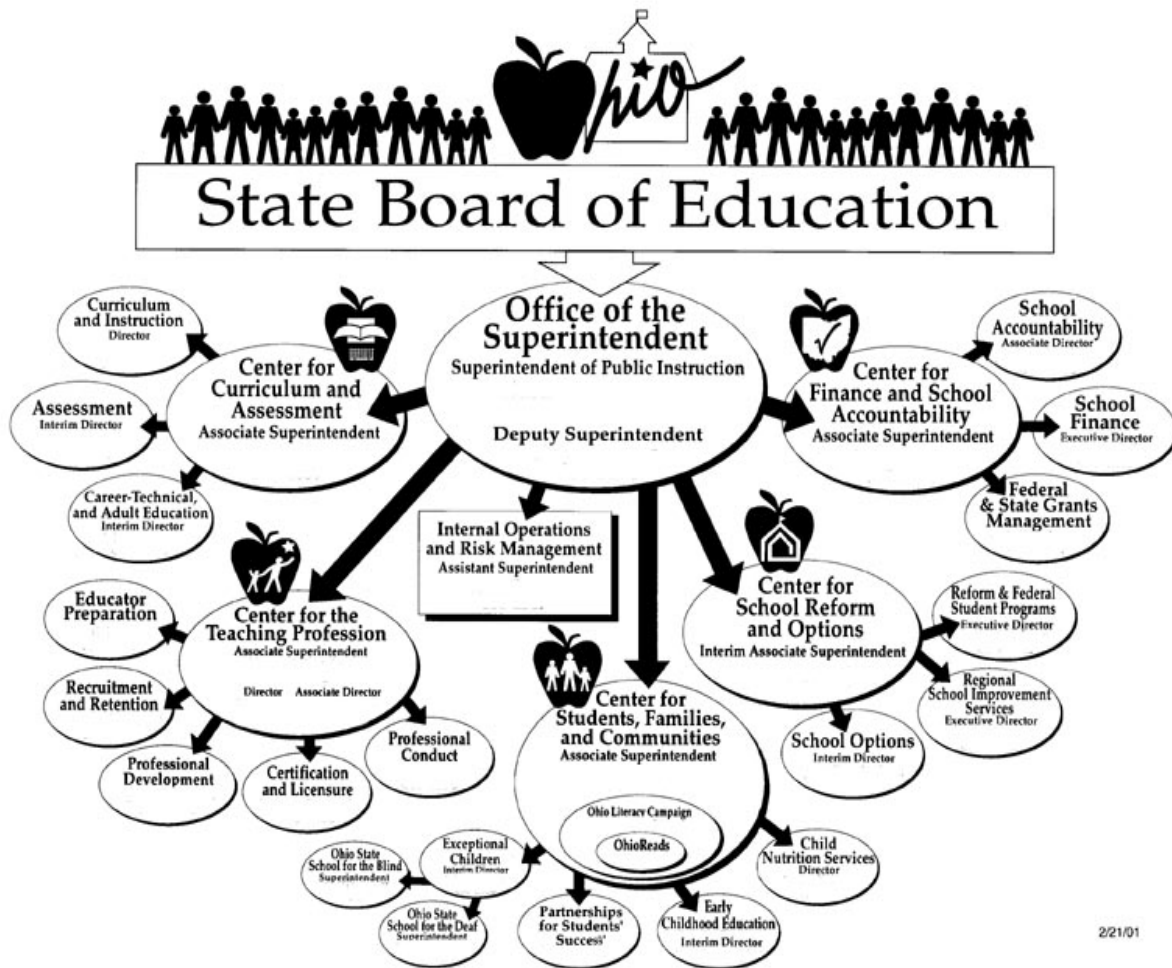 Ohio
State Board of Education
Office of the
Superintendent
Superintendent of Public Instruction
Deputy Superintendent
Curriculum
and Instruction
Director
Center for
Curriculum and
Assessment
Associate Superintendent
Assessment
Interim Director
Career-Technical,
and Adult Education
Interim Director
Center for
Finance and School
Accountability
Associate Superintendent
School
Accountability
Associate Director
School
Finance
Executive Director
Federal
& State Grants
Management
Internal Operations
and Risk Management
Assistant Superintendent
Center for the
Teaching Profession
Associate Superintendent
Director Associate Director
Educator
Preparation
Recruitment
and Retention
Professional
Development
Certification
and Licensure
Professional
Conduct
Center for
School Reform
and Options
Interim Associate Superintendent
Reform & Federal
Student Programs
Executive Director
Regional
School Improvement
Services
Executive Director
School Options
Interim Director
Center for
Students, Families,
and Communities
Associate Superintendent
Ohio Literacy Campaign
OhioReads
Exceptional
Children
Interim Director
Ohio State
School for the Blind
Superintendent
Ohio State
School for the Deaf
Superintendent
Partnerships
for Students'
Success
Early
Childhood Education
Interim Director
Child
Nutrition Services
Director
2/21/01